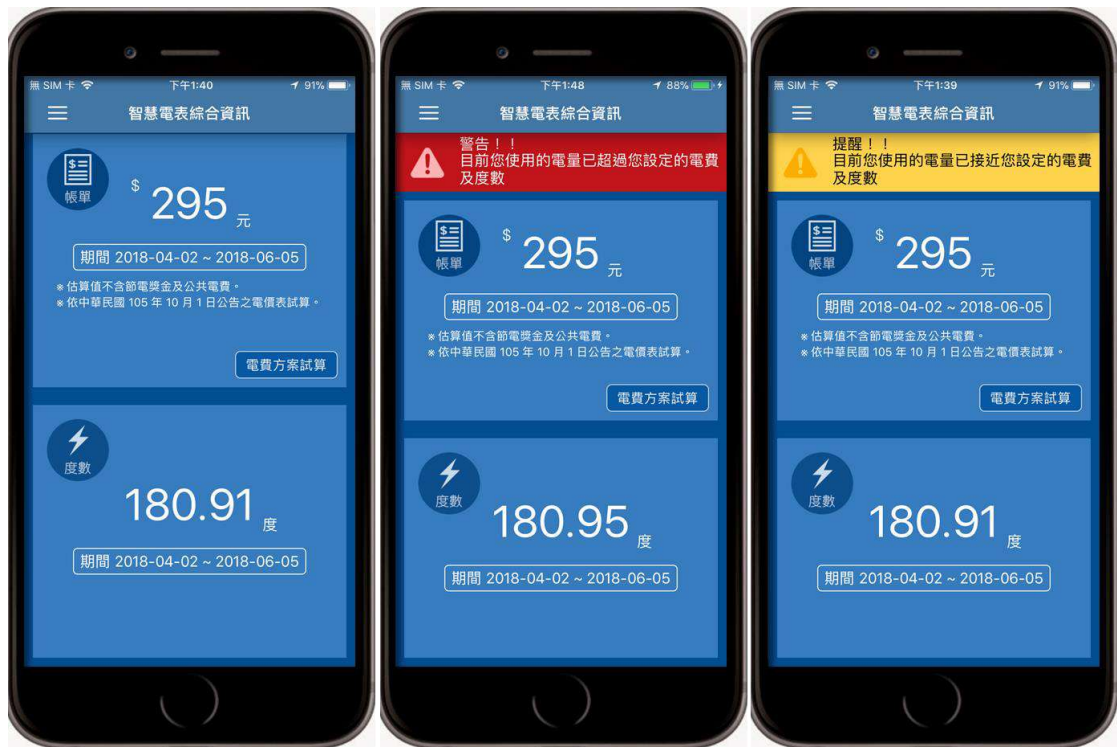 無 SIM 卡 下午1:40 91%
智慧電表綜合資訊
帳單
$ 295 元
期間 2018-04-02 ~ 2018-06-05
※估算值不含節電獎金及公共電費。
※依中華民國 105 年 10 月 1 日公告之電價表試算。
電費方案試算
度數
180.91 度
期間 2018-04-02 ~ 2018-06-05
無 SIM 卡 下午1:48 88%
智慧電表綜合資訊
警告！！
目前您使用的電量已超過您設定的電費
及度數
帳單
$ 295 元
期間 2018-04-02 ~ 2018-06-05
※估算值不含節電獎金及公共電費。
※依中華民國 105 年 10 月 1 日公告之電價表試算。
電費方案試算
度數
180.95 度
期間 2018-04-02 ~ 2018-06-05
無 SIM 卡 下午1:39 91%
智慧電表綜合資訊
提醒！！
目前您使用的電量已接近您設定的電費
及度數
帳單
$ 295 元
期間 2018-04-02 ~ 2018-06-05
※估算值不含節電獎金及公共電費。
※依中華民國 105 年 10 月 1 日公告之電價表試算。
電費方案試算
度數
180.91 度
期間 2018-04-02 ~ 2018-06-05